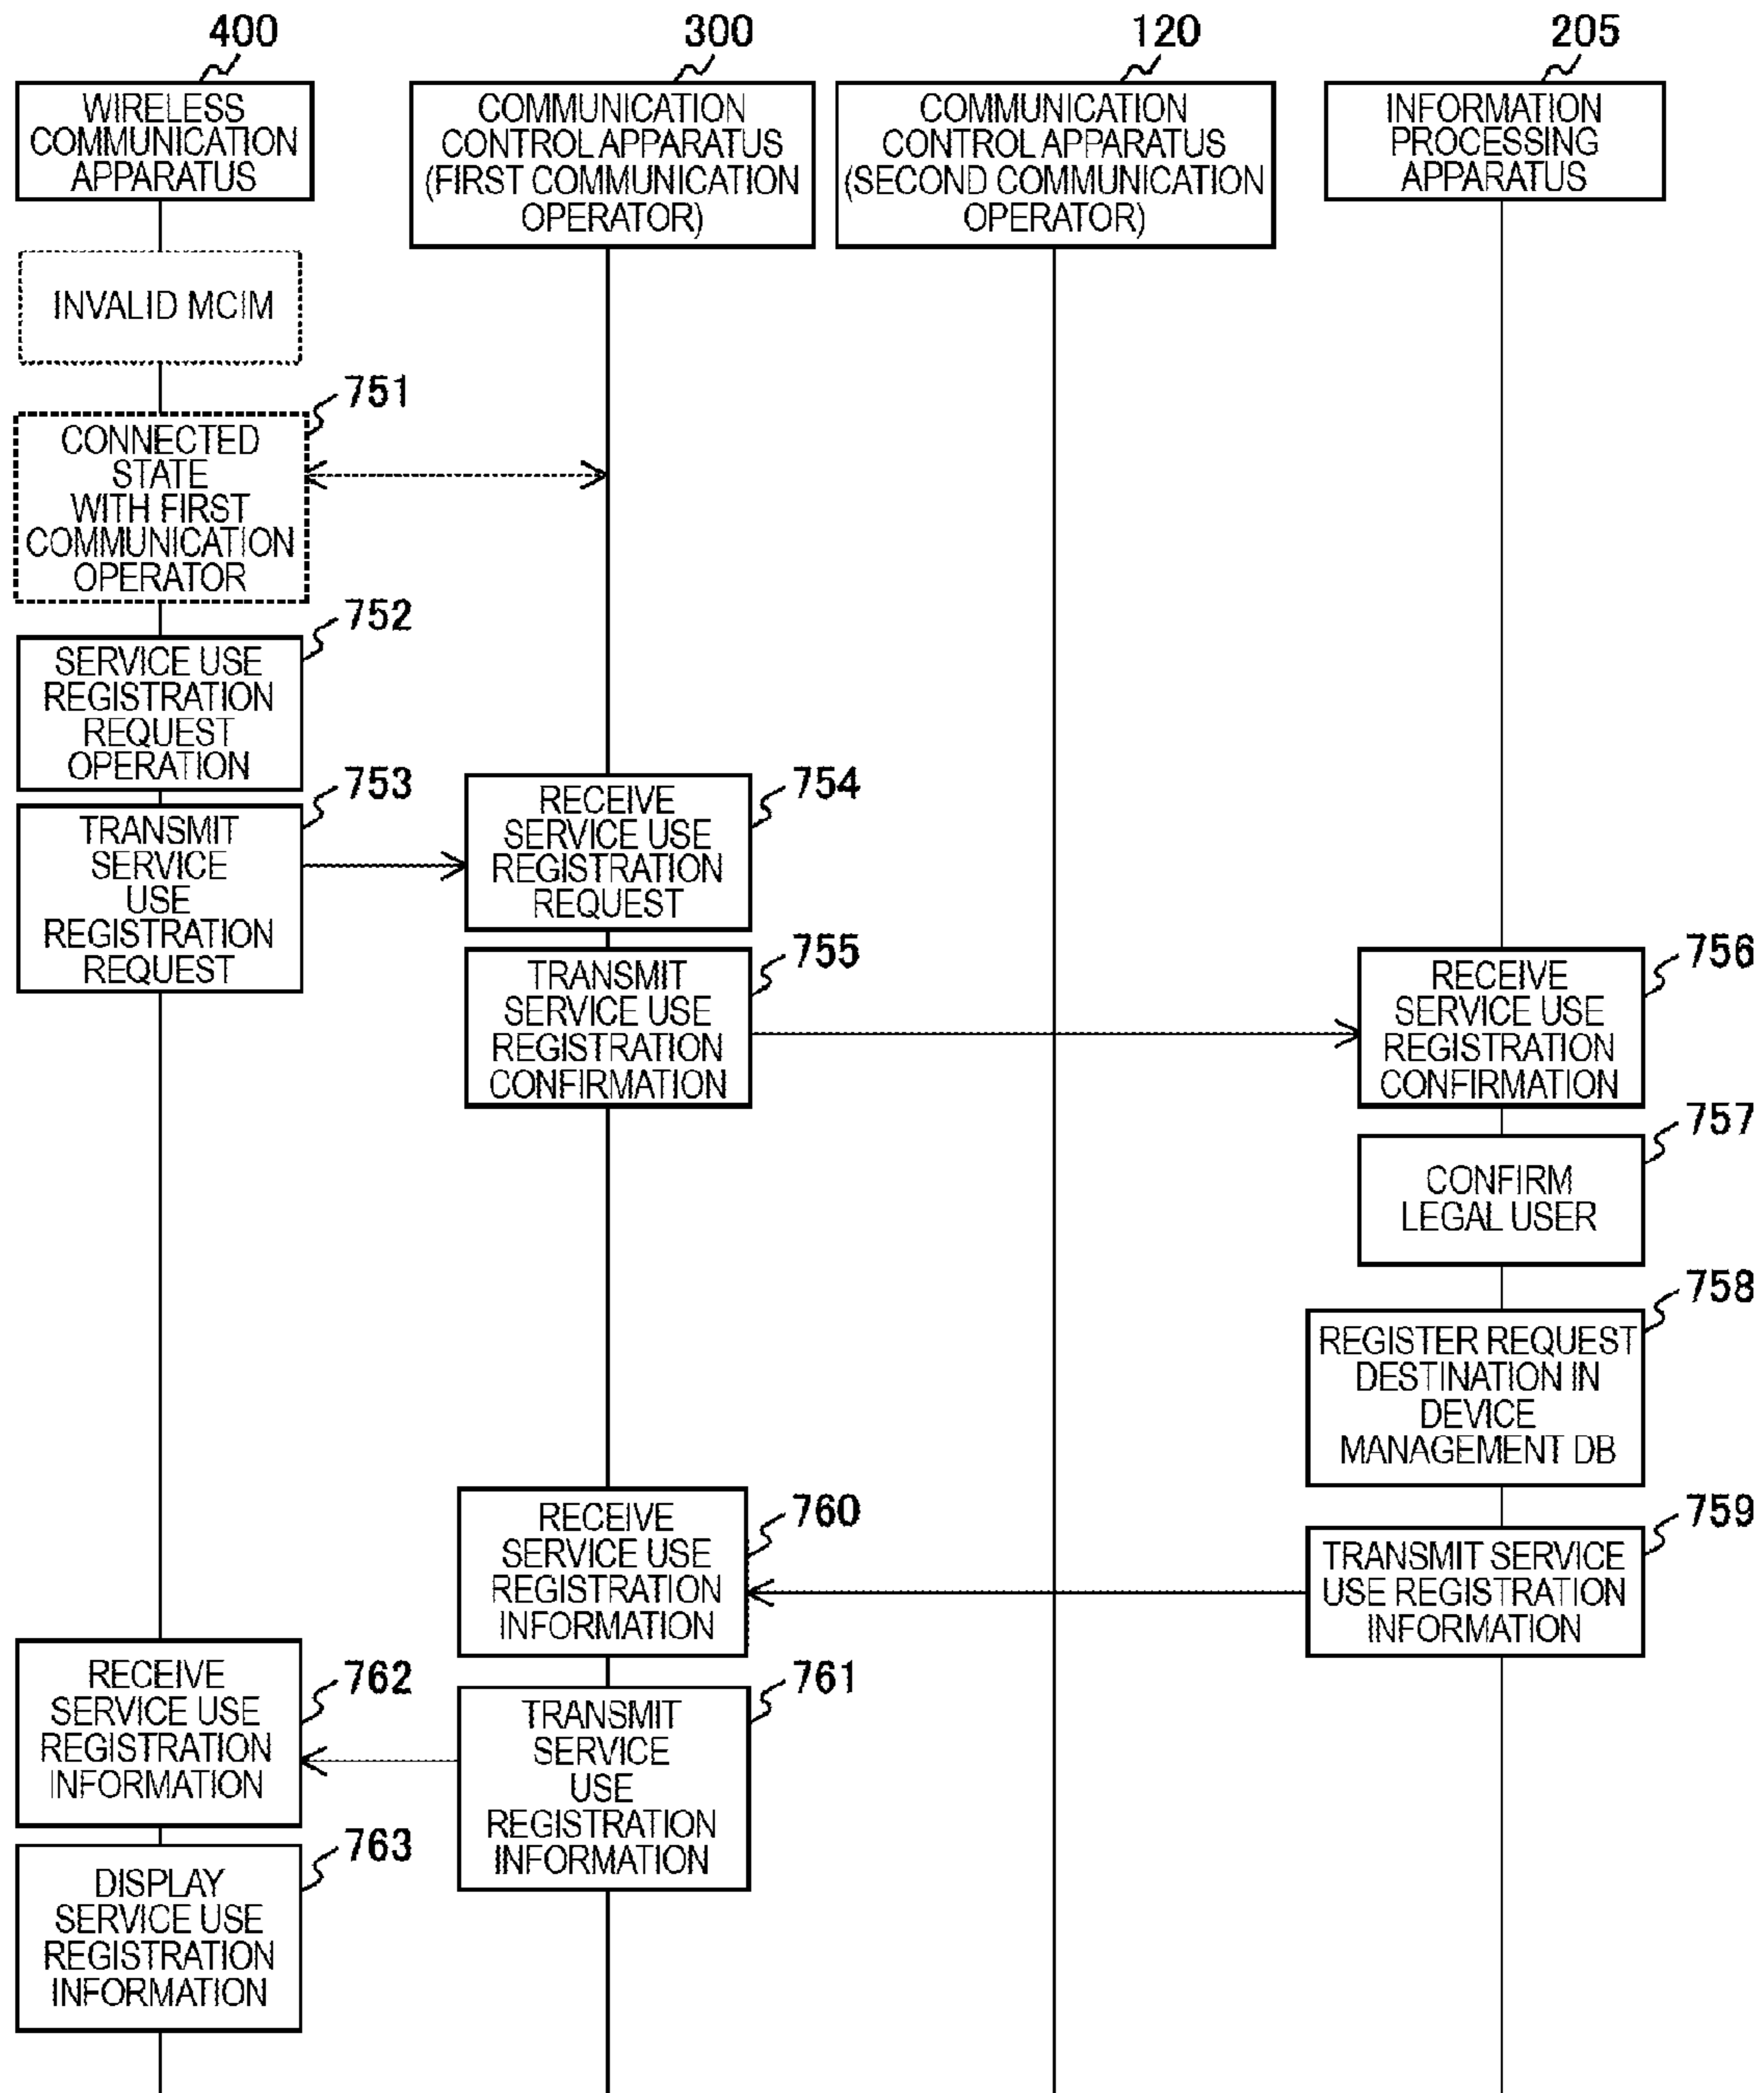 400
300
120
205
WIRELESS
COMMUNICATION
APPARATUS
COMMUNICATION
CONTROL APPARATUS
(FIRST COMMUNICATION
OPERATOR)
COMMUNICATION
CONTROL APPARATUS
(SECOND COMMUNICATION
OPERATOR)
INFORMATION
PROCESSING
APPARATUS
INVALID MCIM
751
CONNECTED
STATE
WITH FIRST
COMMUNICATION
OPERATOR
752
SERVICE USE
REGISTRATION
REQUEST
OPERATION
753
TRANSMIT
SERVICE
USE
REGISTRATION
REQUEST
754
RECEIVE
SERVICE USE
REGISTRATION
REQUEST
755
TRANSMIT
SERVICE USE
REGISTRATION
CONFIRMATION
756
RECEIVE
SERVICE USE
REGISTRATION
CONFIRMATION
757
CONFIRM
LEGAL USER
758
REGISTER REQUEST
DESTINATION IN
DEVICE
MANAGEMENT DB
759
TRANSMIT SERVICE
USE REGISTRATION
INFORMATION
760
RECEIVE
SERVICE USE
REGISTRATION
INFORMATION
761
TRANSMIT
SERVICE
USE
REGISTRATION
INFORMATION
762
RECEIVE
SERVICE USE
REGISTRATION
INFORMATION
763
DISPLAY
SERVICE USE
REGISTRATION
INFORMATION